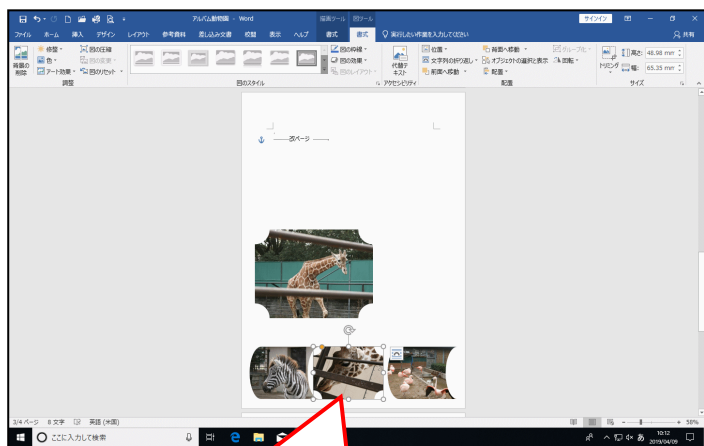 アルバム動物園 - Word
描画ツール 図ツール
サインイン
ファイル ホーム 挿入 デザイン レイアウト 参考資料 差し込み文書 校閲 表示 ヘルプ 書式 書式 実行したい作業を入力してください 共有
背景の
削除
修整
色
アート効果
図の圧縮
図の変更
図のリセット
図の枠線
図の効果
図のレイアウト
代替テ
キスト
位置
文字列の折り返し
前面へ移動
背面へ移動
オブジェクトの選択と表示
配置
グループ化
回転
トリミング
高さ: 48.98 mm
幅: 65.25 mm
調整 図のスタイル アクセシビリティ 配置 サイズ
改ページ
3/4 ページ 8 文字 英語 (米国) 50%
ここに入力して検索
あ
10:12
2019/04/09